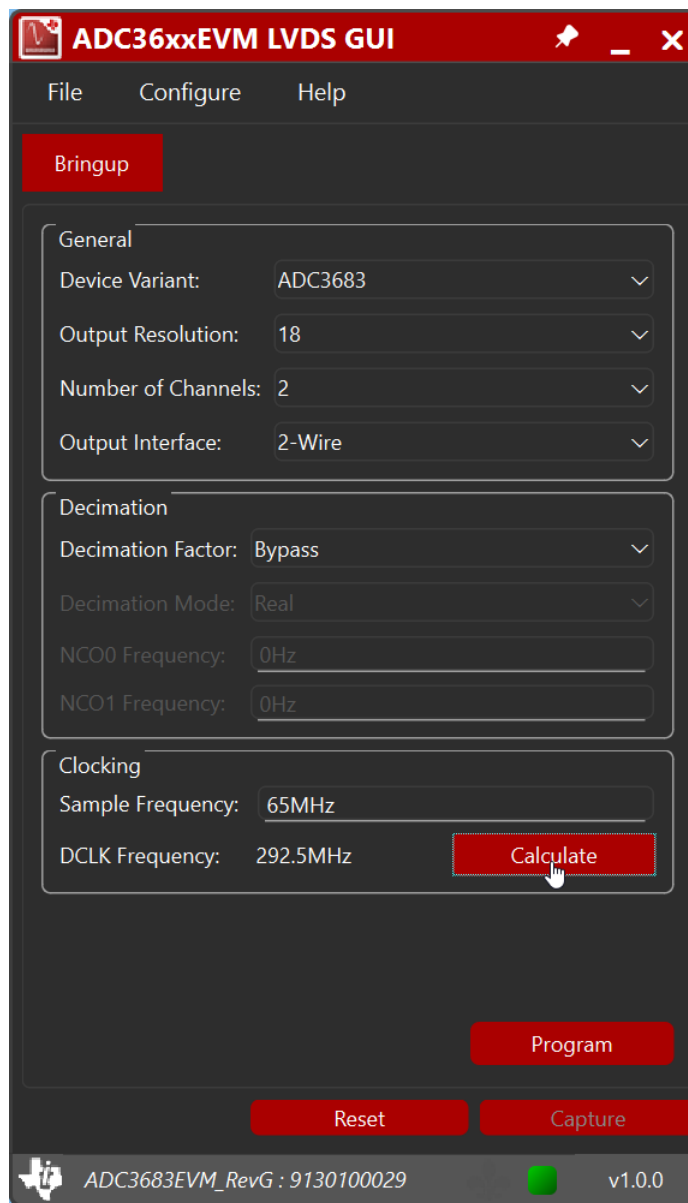 ADC36xxEVM LVDS GUI
File Configure Help
Bringup
General
Device Variant: ADC3683
Output Resolution: 18
Number of Channels: 2
Output Interface: 2-Wire
Decimation
Decimation Factor: Bypass
Decimation Mode: Real
NCO0 Frequency: 0Hz
NCO1 Frequency: 0Hz
Clocking
Sample Frequency: 65MHz
DCLK Frequency: 292.5MHz Calculate
Program
Reset Capture
ADC3683EVM_RevG : 9130100029 v1.0.0